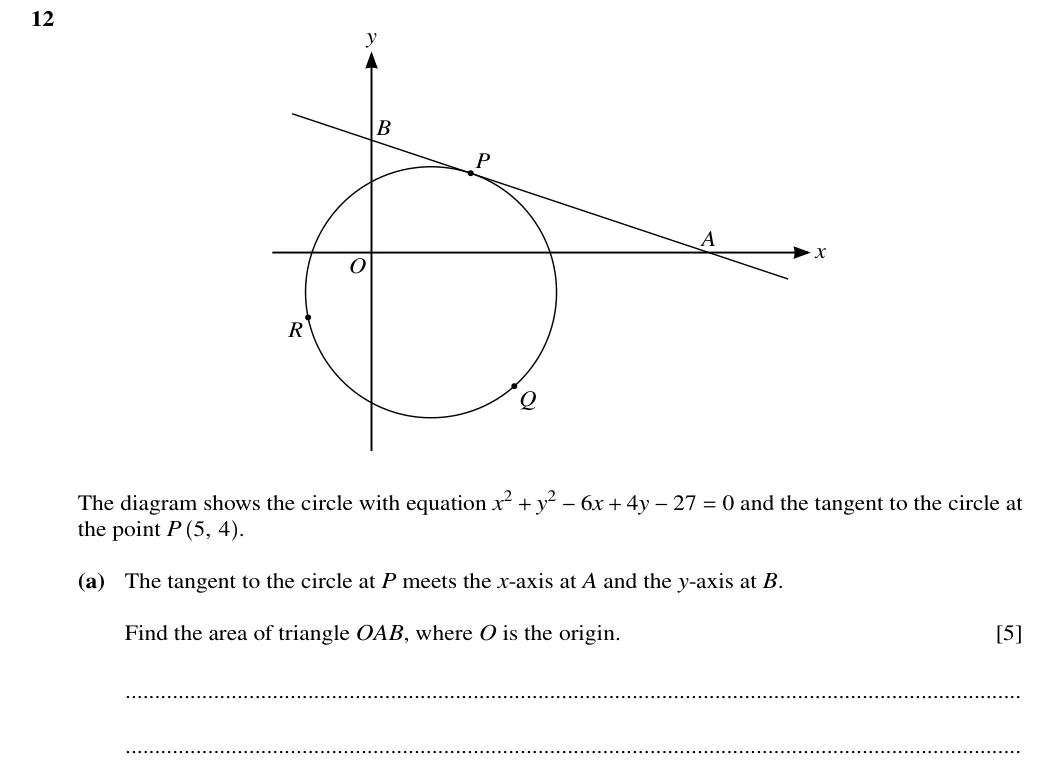 12
y
B
P
A
x
O
R
Q
The diagram shows the circle with equation x² + y² − 6x + 4y − 27 = 0 and the tangent to the circle at
the point P (5, 4).
(a) The tangent to the circle at P meets the x-axis at A and the y-axis at B.
Find the area of triangle OAB, where O is the origin. [5]